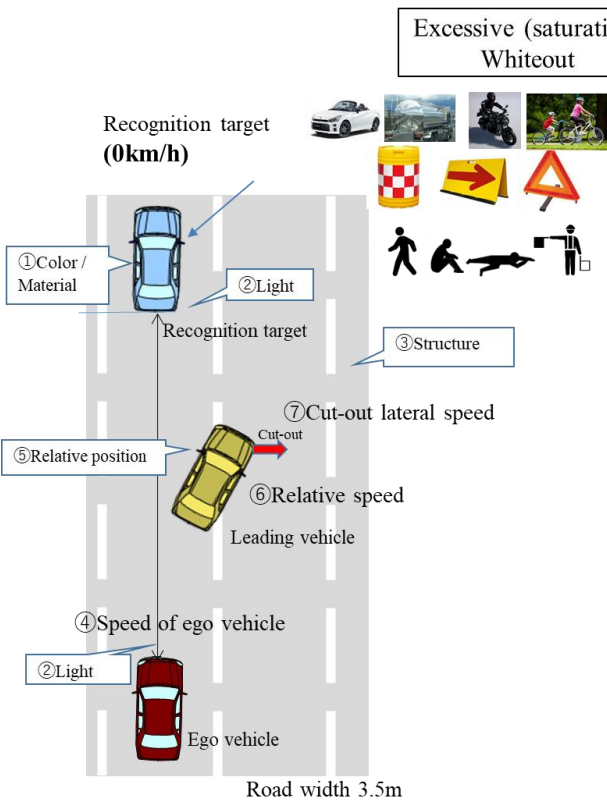 Excessive (saturati
Whiteout
Recognition target
(0km/h)
①Color /
Material
②Light
Recognition target
③Structure
⑦Cut-out lateral speed
Cut-out
⑤Relative position
⑥Relative speed
Leading vehicle
④Speed of ego vehicle
②Light
Ego vehicle
Road width 3.5m